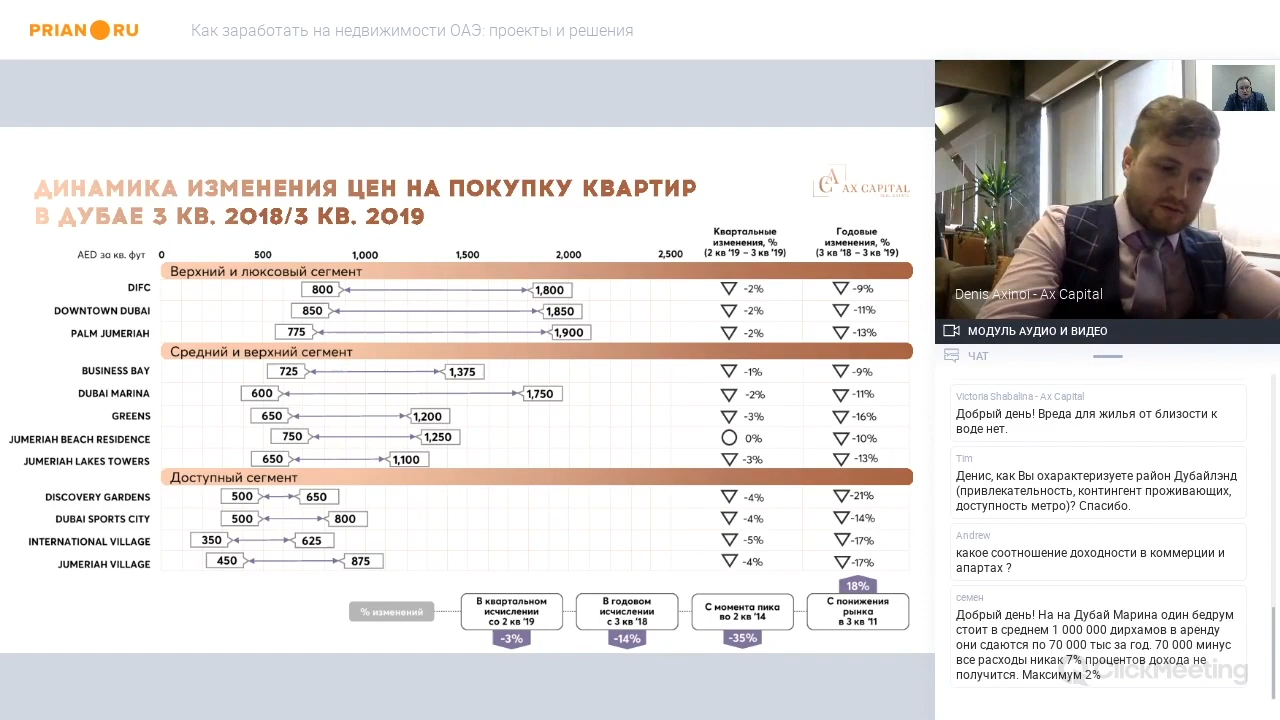 PRIAN RU
Как заработать на недвижимости ОАЭ: проекты и решения
ДИНАМИКА ИЗМЕНЕНИЯ ЦЕН НА ПОКУПКУ КВАРТИР
В ДУБАЕ 3 КВ. 2018/3 КВ. 2019
CA AX CAPITAL
Квартальные изменения, % (2 кв '19 – 3 кв '19)
Годовые изменения, % (3 кв '18 – 3 кв '19)
AED за кв. фут 0 500 1,000 1,500 2,000 2,500
Верхний и люксовый сегмент
DIFC 800 1,800 -2% -9%
DOWNTOWN DUBAI 850 1,850 -2% -11%
PALM JUMERIAH 775 1,900 -2% -13%
Средний и верхний сегмент
BUSINESS BAY 725 1,375 -1% -9%
DUBAI MARINA 600 1,750 -2% -11%
GREENS 650 1,200 -3% -16%
JUMERIAH BEACH RESIDENCE 750 1,250 0% -10%
JUMERIAH LAKES TOWERS 650 1,100 -3% -13%
Доступный сегмент
DISCOVERY GARDENS 500 650 -4% -21%
DUBAI SPORTS CITY 500 800 -4% -14%
INTERNATIONAL VILLAGE 350 625 -5% -17%
JUMERIAH VILLAGE 450 875 -4% -17%
% изменений
В квартальном
исчислении
со 2 кв '19
-3%
В годовом
исчислении
с 3 кв '18
-14%
С момента пика
во 2 кв '14
-35%
18%
С понижения
рынка
в 3 кв '11
Denis Axinoi - Ax Capital
МОДУЛЬ АУДИО И ВИДЕО
ЧАТ
Victoria Shabalina - Ax Capital
Добрый день! Вреда для жилья от близости к
воде нет.
Tim
Денис, как Вы охарактеризуете район Дубайлэнд
(привлекательность, контингент проживающих,
доступность метро)? Спасибо.
Andrew
какое соотношение доходности в коммерции и
апартах ?
семен
Добрый день! На на Дубай Марина один бедрум
стоит в среднем 1 000 000 дирхамов в аренду
они сдаются по 70 000 тыс за год. 70 000 минус
все расходы никак 7% процентов дохода не
получится. Максимум 2%
ClickMeeting